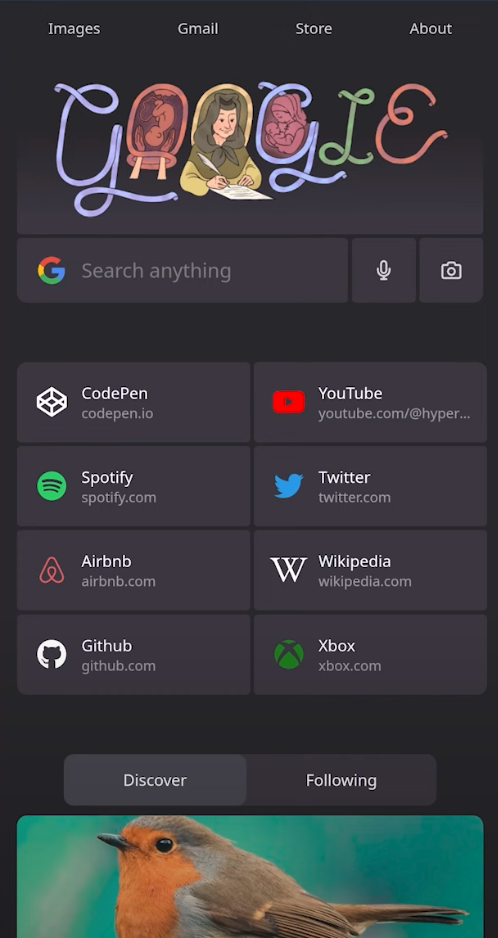 Images
Gmail
Store
About
GOOGLE
Search anything
CodePen
codepen.io
YouTube
youtube.com/@hyper...
Spotify
spotify.com
Twitter
twitter.com
Airbnb
airbnb.com
Wikipedia
wikipedia.com
Github
github.com
Xbox
xbox.com
Discover
Following